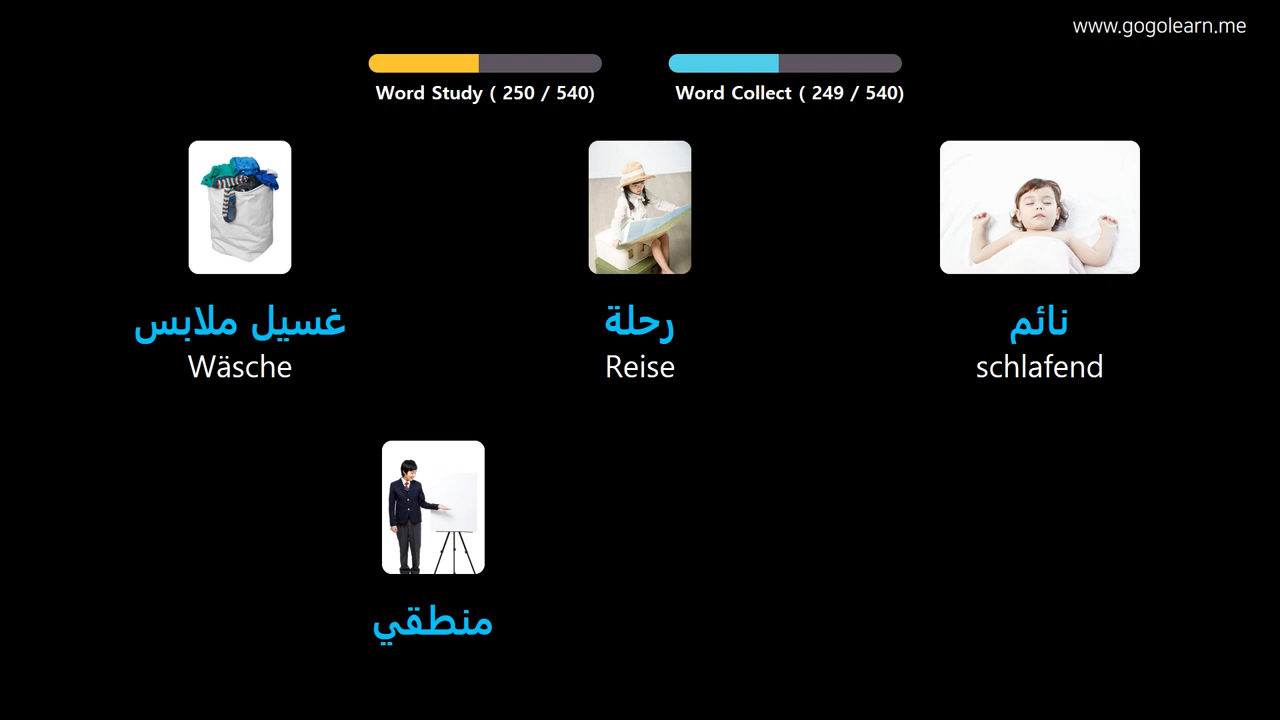 www.gogolearn.me
Word Study ( 250 / 540)
Word Collect ( 249 / 540)
غسيل ملابس
Wäsche
رحلة
Reise
نائم
schlafend
منطقي